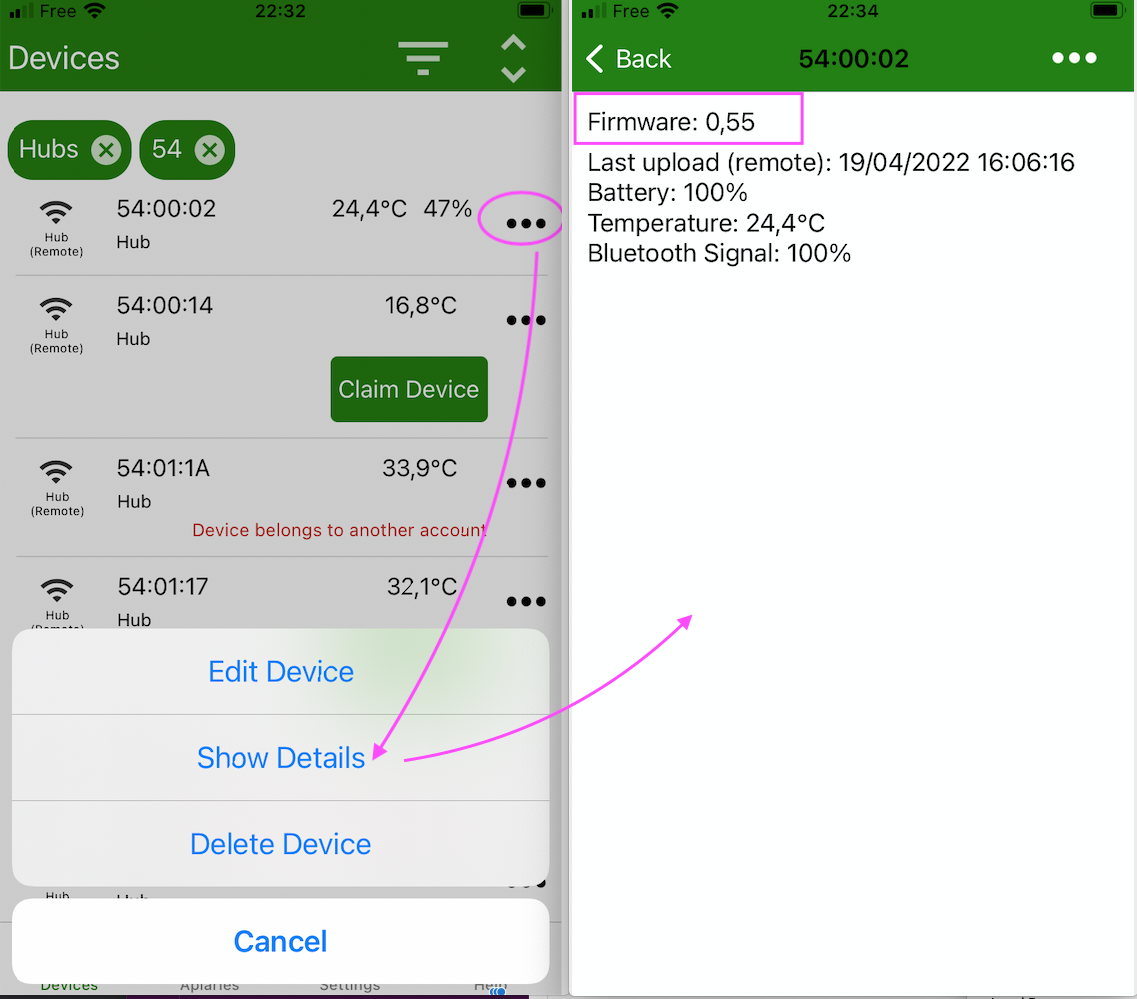 Free 22:32
Devices
Hubs 54
54:00:02 24,4°C 47%
Hub
Hub
(Remote)
54:00:14 16,8°C
Hub
Hub
(Remote)
Claim Device
54:01:1A 33,9°C
Hub
Hub
(Remote)
Device belongs to another account
54:01:17 32,1°C
Hub
Hub
(Remote)
Edit Device
Show Details
Delete Device
Hub
Hub
Cancel
Devices Apiaries Settings Help
Free 22:34
Back 54:00:02
Firmware: 0,55
Last upload (remote): 19/04/2022 16:06:16
Battery: 100%
Temperature: 24,4°C
Bluetooth Signal: 100%